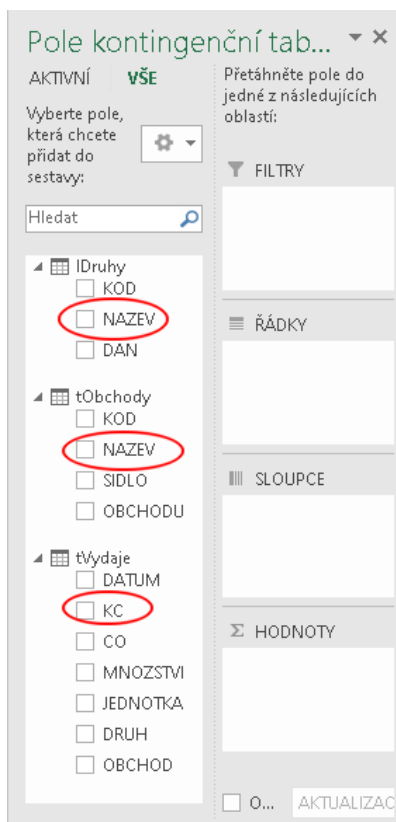 Pole kontingenční tab...
AKTIVNÍ VŠE
Vyberte pole,
která chcete
přidat do
sestavy:
Hledat
lDruhy
KOD
NAZEV
DAN
tObchody
KOD
NAZEV
SIDLO
OBCHODU
tVydaje
DATUM
KC
CO
MNOZSTVI
JEDNOTKA
DRUH
OBCHOD
Přetáhněte pole do
jedné z následujících
oblastí:
FILTRY
ŘÁDKY
SLOUPCE
Σ HODNOTY
O... AKTUALIZAC